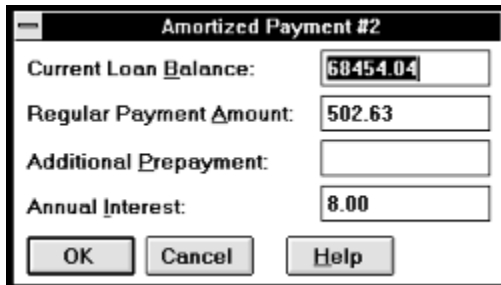 Amortized Payment #2
Current Loan Balance: 68454.04
Regular Payment Amount: 502.63
Additional Prepayment:
Annual Interest: 8.00
OK Cancel Help